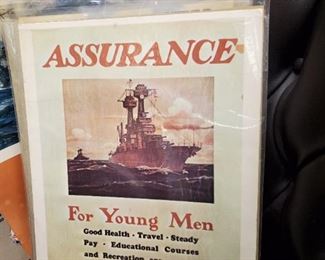 ASSURANCE
For Young Men
Good Health · Travel · Steady
Pay · Educational Courses
and Recreation